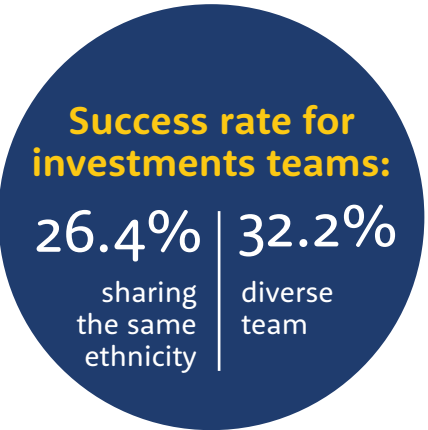 Success rate for
investments teams:
26.4%
sharing
the same
ethnicity
32.2%
diverse
team